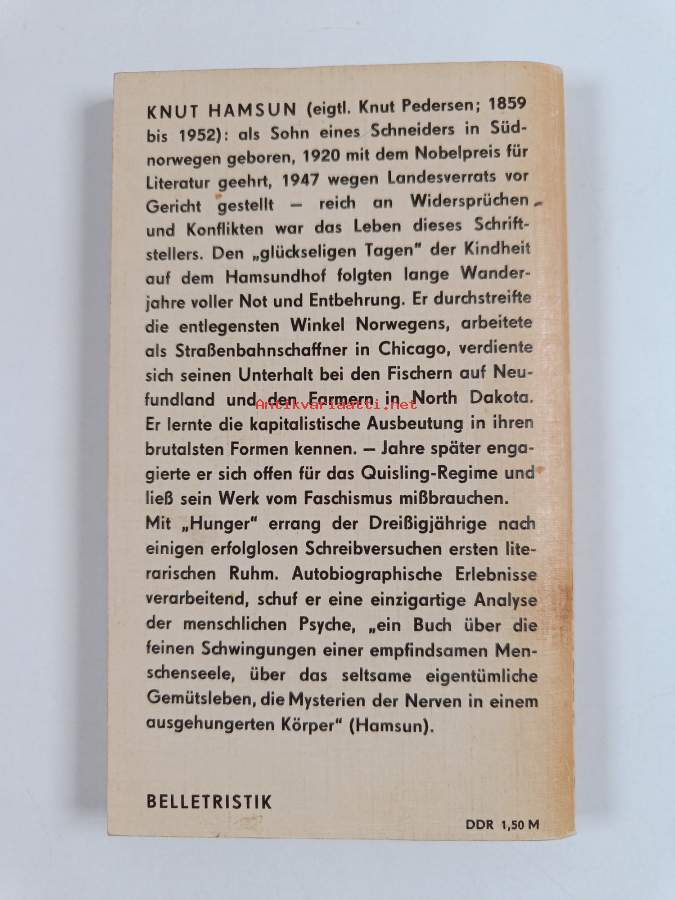 KNUT HAMSUN (eigtl. Knut Pedersen; 1859
bis 1952): als Sohn eines Schneiders in Süd-
norwegen geboren, 1920 mit dem Nobelpreis für
Literatur geehrt, 1947 wegen Landesverrats vor
Gericht gestellt – reich an Widersprüchen
und Konflikten war das Leben dieses Schrift-
stellers. Den „glückseligen Tagen“ der Kindheit
auf dem Hamsundhof folgten lange Wander-
jahre voller Not und Entbehrung. Er durchstreifte
die entlegensten Winkel Norwegens, arbeitete
als Straßenbahnschaffner in Chicago, verdiente
sich seinen Unterhalt bei den Fischern auf Neu-
fundland und den Farmern in North Dakota.
Antikvariaatti.net
Er lernte die kapitalistische Ausbeutung in ihren
brutalsten Formen kennen. – Jahre später enga-
gierte er sich offen für das Quisling-Regime und
ließ sein Werk vom Faschismus mißbrauchen.
Mit „Hunger“ errang der Dreißigjährige nach
einigen erfolglosen Schreibversuchen ersten lite-
rarischen Ruhm. Autobiographische Erlebnisse
verarbeitend, schuf er eine einzigartige Analyse
der menschlichen Psyche, „ein Buch über die
feinen Schwingungen einer empfindsamen Men-
schenseele, über das seltsame eigentümliche
Gemütsleben, die Mysterien der Nerven in einem
ausgehungerten Körper“ (Hamsun).
BELLETRISTIK
DDR 1,50 M